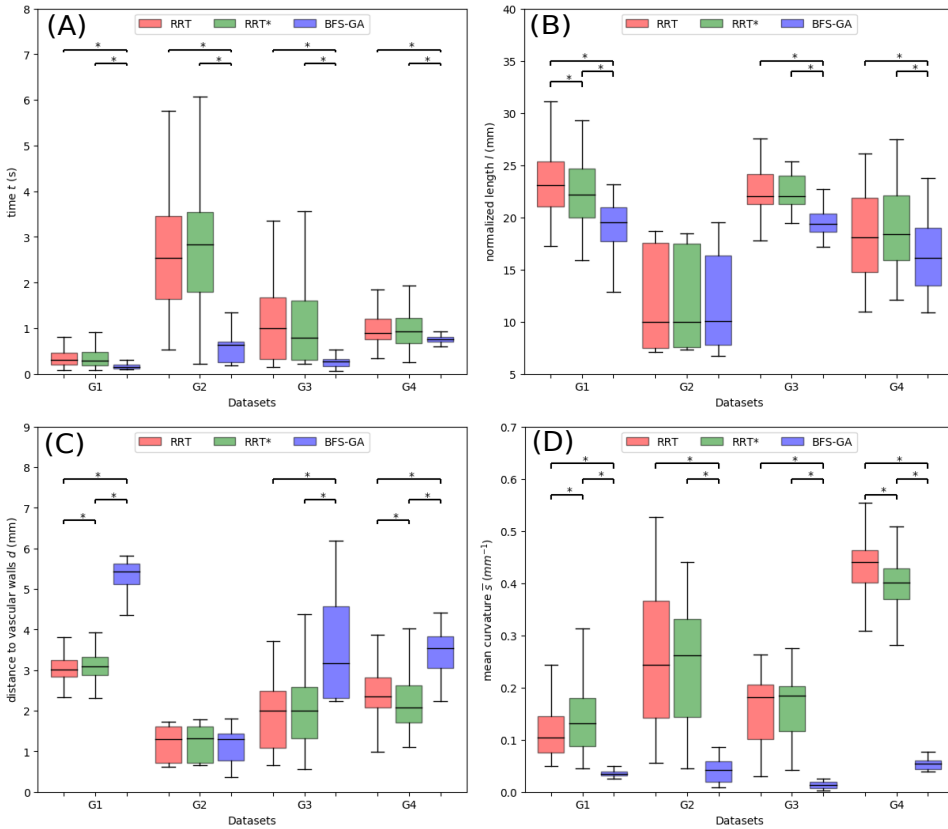 (A)
RRT RRT* BFS-GA
* * * *
* * * *
8
7
6
5
4
3
2
1
0
time t (s)
G1 G2 G3 G4
Datasets
(B)
RRT RRT* BFS-GA
* * *
* * *
*
40
35
30
25
20
15
10
5
normalized length l (mm)
G1 G2 G3 G4
Datasets
(C)
RRT RRT* BFS-GA
* * *
* * *
* *
9
8
7
6
5
4
3
2
1
0
distance to vascular walls d (mm)
G1 G2 G3 G4
Datasets
(D)
RRT RRT* BFS-GA
* * * *
* * * *
* *
0.7
0.6
0.5
0.4
0.3
0.2
0.1
0.0
mean curvature s̅ (mm⁻¹)
G1 G2 G3 G4
Datasets